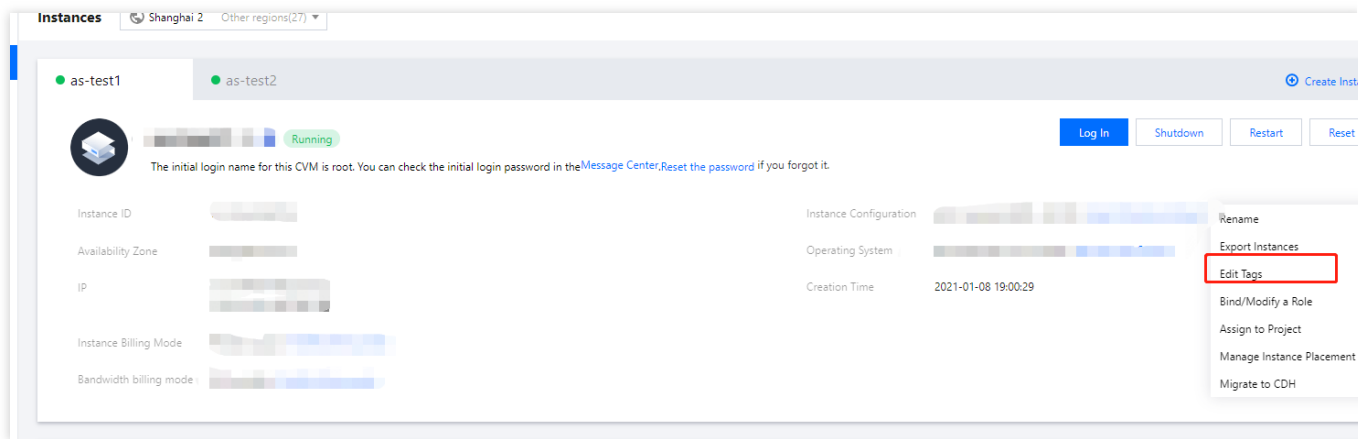 Instances Shanghai 2 Other regions(27)
as-test1 as-test2 Create Inst
Running
Log In Shutdown Restart Reset
The initial login name for this CVM is root. You can check the initial login password in the Message Center,Reset the password if you forgot it.
Instance ID
Instance Configuration
Rename
Availability Zone
Operating System
Export Instances
Edit Tags
IP
Creation Time 2021-01-08 19:00:29
Bind/Modify a Role
Assign to Project
Instance Billing Mode
Manage Instance Placement
Bandwidth billing mode
Migrate to CDH